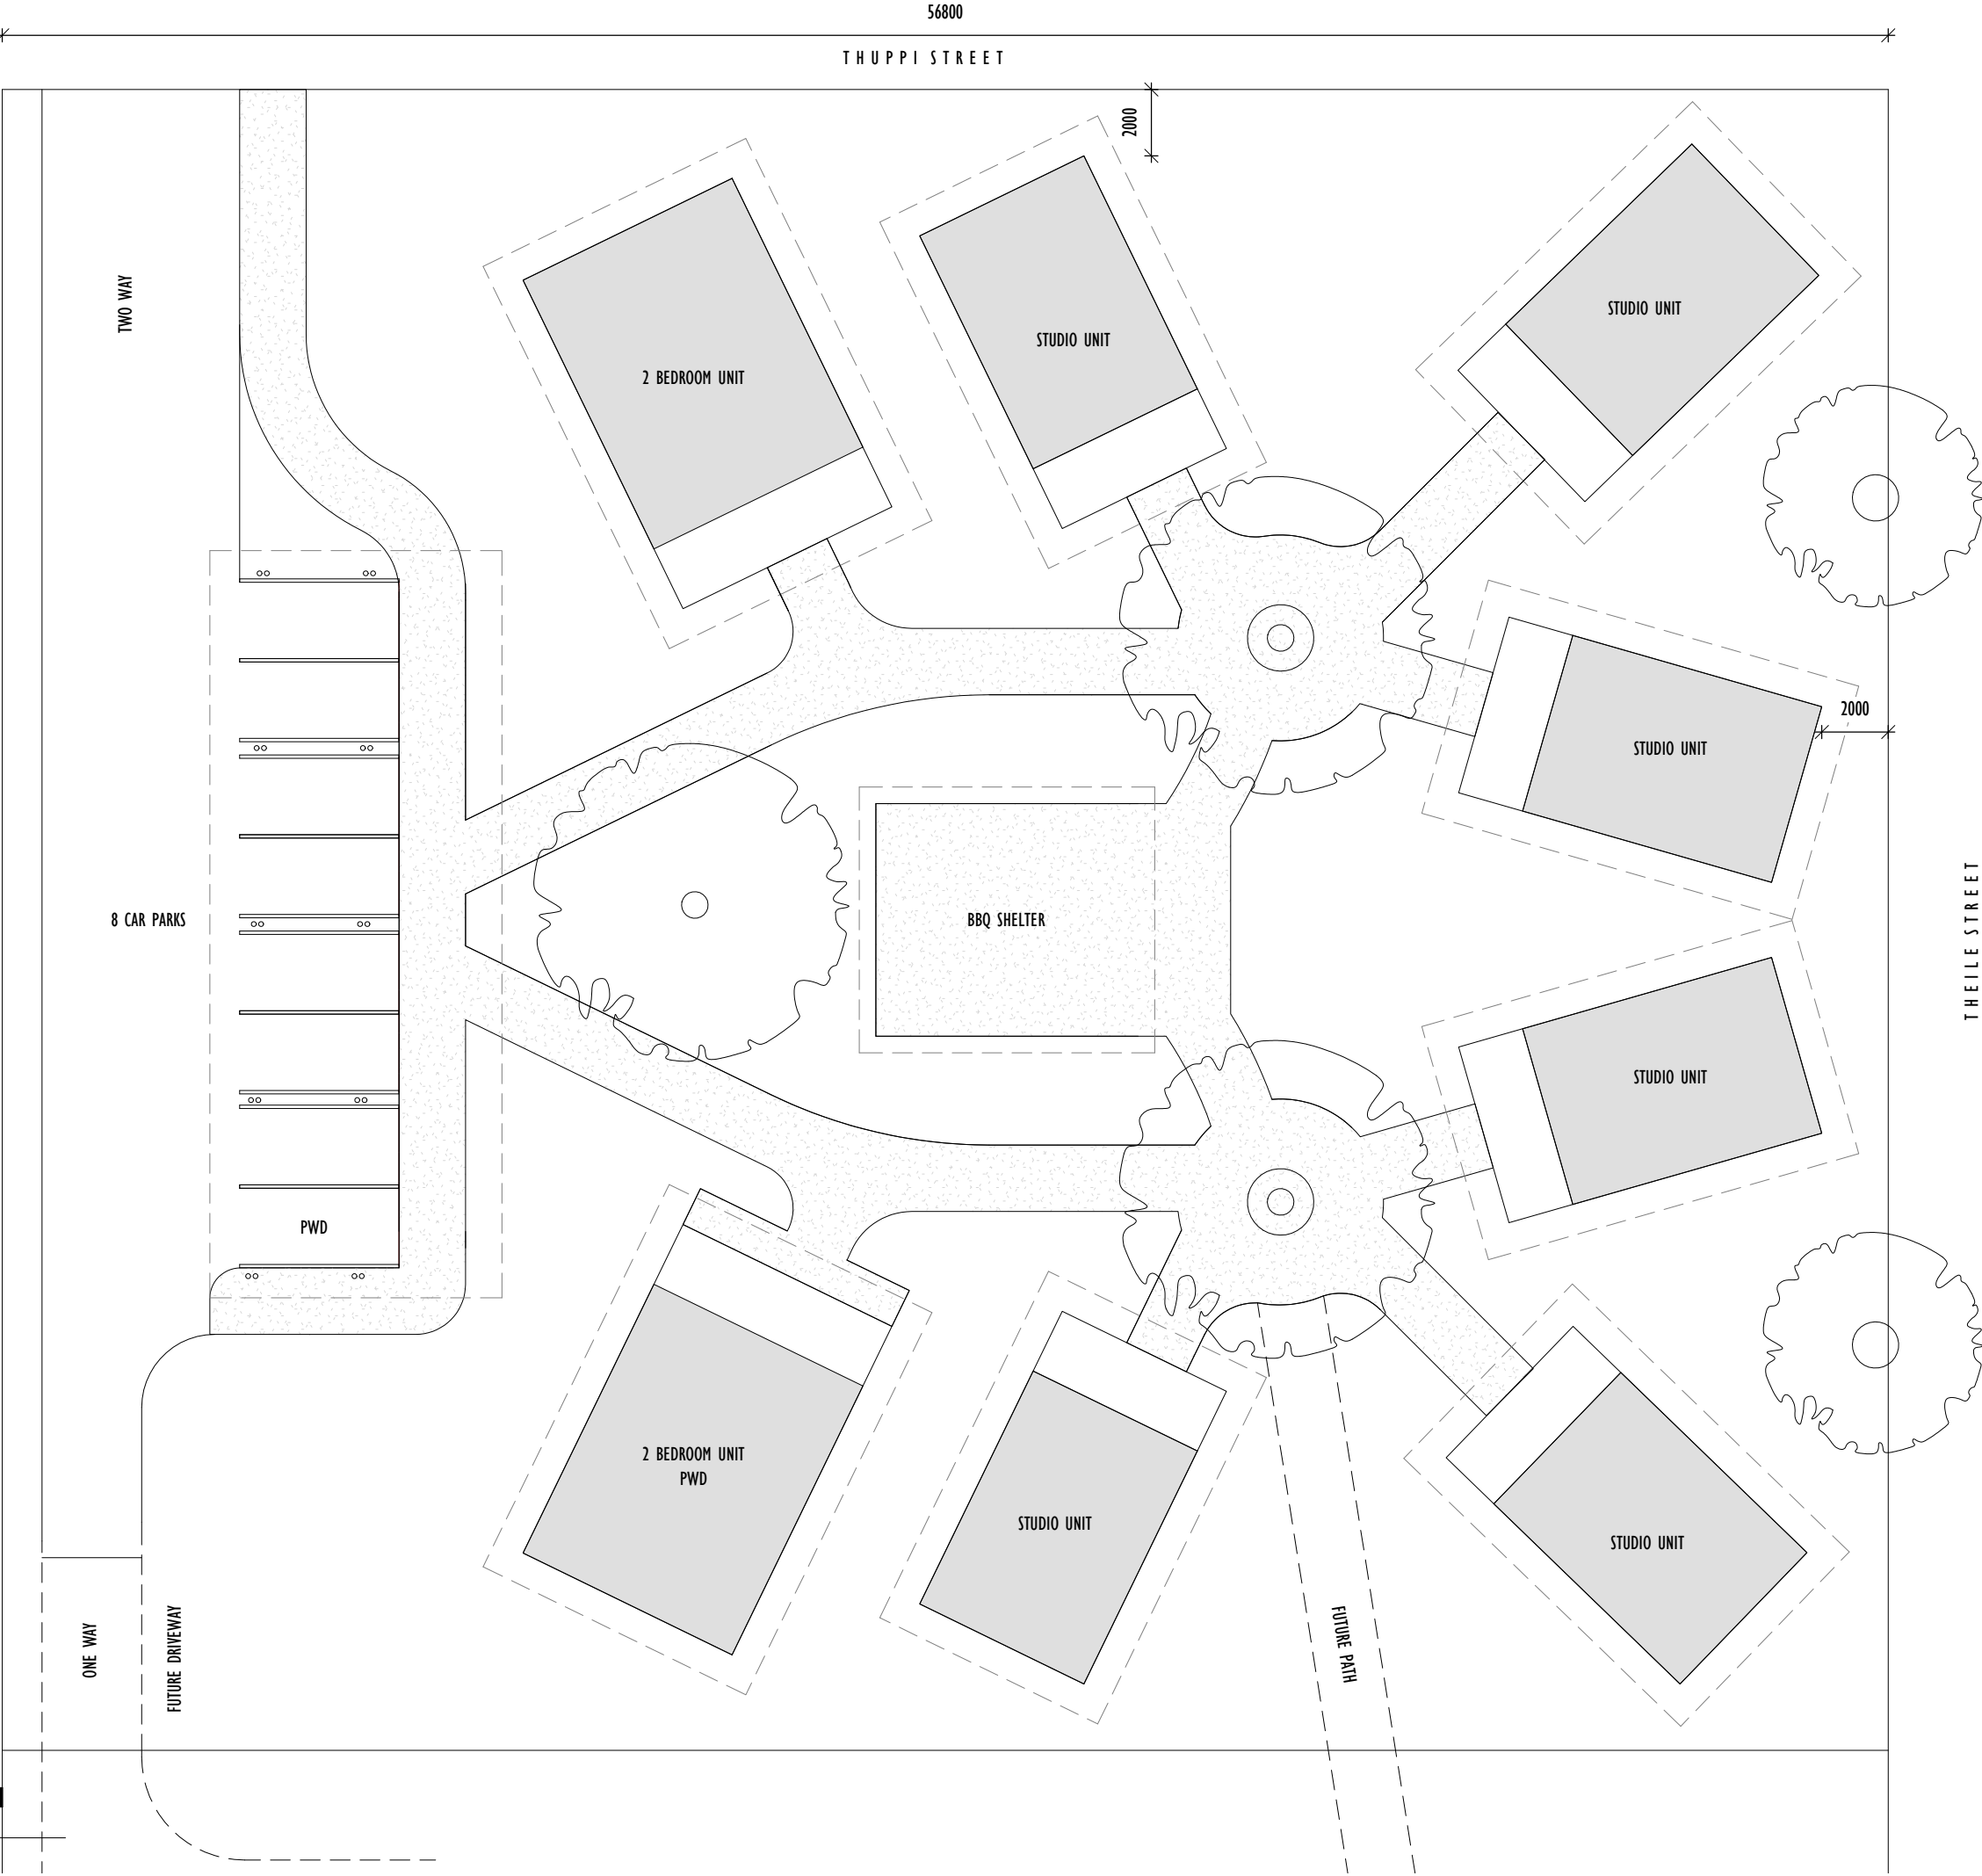 56800
THUPPI STREET
2000
TWO WAY
STUDIO UNIT
STUDIO UNIT
2 BEDROOM UNIT
2000
STUDIO UNIT
8 CAR PARKS
BBQ SHELTER
THEILE STREET
STUDIO UNIT
PWD
2 BEDROOM UNIT
PWD
STUDIO UNIT
STUDIO UNIT
ONE WAY
FUTURE DRIVEWAY
FUTURE PATH